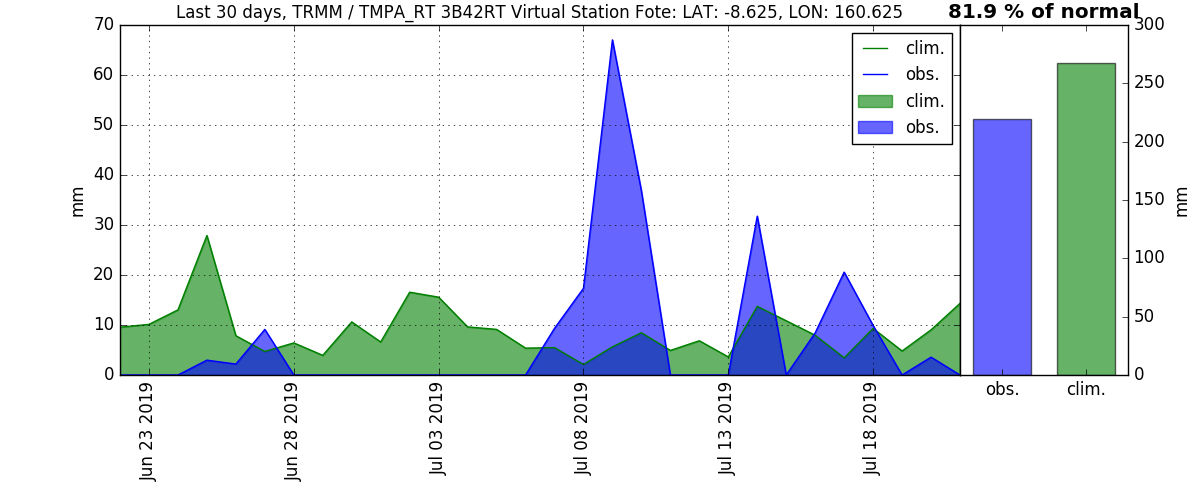 Last 30 days, TRMM / TMPA_RT 3B42RT Virtual Station Fote: LAT: -8.625, LON: 160.625
81.9 % of normal
70
60
50
40
30
20
10
0
mm
clim.
obs.
clim.
obs.
Jun 23 2019
Jun 28 2019
Jul 03 2019
Jul 08 2019
Jul 13 2019
Jul 18 2019
300
250
200
150
100
50
0
mm
obs.
clim.